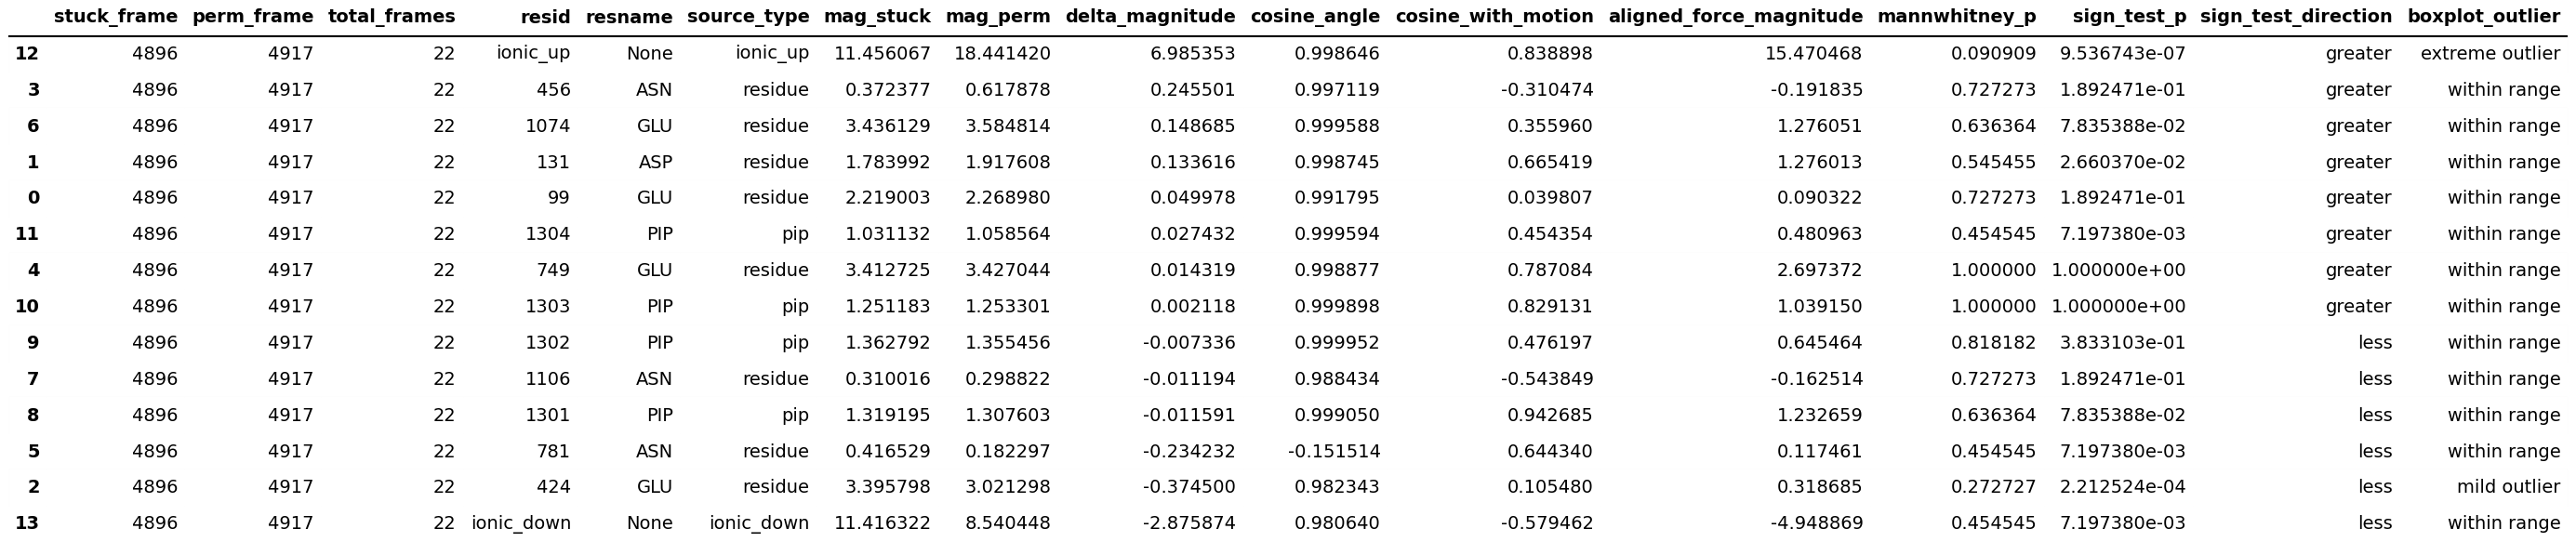 stuck_frame perm_frame total_frames resid resname source_type mag_stuck mag_perm delta_magnitude cosine_angle cosine_with_motion aligned_force_magnitude mannwhitney_p sign_test_p sign_test_direction boxplot_outlier
12 4896 4917 22 ionic_up None ionic_up 11.456067 18.441420 6.985353 0.998646 0.838898 15.470468 0.090909 9.536743e-07 greater extreme outlier
3 4896 4917 22 456 ASN residue 0.372377 0.617878 0.245501 0.997119 -0.310474 -0.191835 0.727273 1.892471e-01 greater within range
6 4896 4917 22 1074 GLU residue 3.436129 3.584814 0.148685 0.999588 0.355960 1.276051 0.636364 7.835388e-02 greater within range
1 4896 4917 22 131 ASP residue 1.783992 1.917608 0.133616 0.998745 0.665419 1.276013 0.545455 2.660370e-02 greater within range
0 4896 4917 22 99 GLU residue 2.219003 2.268980 0.049978 0.991795 0.039807 0.090322 0.727273 1.892471e-01 greater within range
11 4896 4917 22 1304 PIP pip 1.031132 1.058564 0.027432 0.999594 0.454354 0.480963 0.454545 7.197380e-03 greater within range
4 4896 4917 22 749 GLU residue 3.412725 3.427044 0.014319 0.998877 0.787084 2.697372 1.000000 1.000000e+00 greater within range
10 4896 4917 22 1303 PIP pip 1.251183 1.253301 0.002118 0.999898 0.829131 1.039150 1.000000 1.000000e+00 greater within range
9 4896 4917 22 1302 PIP pip 1.362792 1.355456 -0.007336 0.999952 0.476197 0.645464 0.818182 3.833103e-01 less within range
7 4896 4917 22 1106 ASN residue 0.310016 0.298822 -0.011194 0.988434 -0.543849 -0.162514 0.727273 1.892471e-01 less within range
8 4896 4917 22 1301 PIP pip 1.319195 1.307603 -0.011591 0.999050 0.942685 1.232659 0.636364 7.835388e-02 less within range
5 4896 4917 22 781 ASN residue 0.416529 0.182297 -0.234232 -0.151514 0.644340 0.117461 0.454545 7.197380e-03 less within range
2 4896 4917 22 424 GLU residue 3.395798 3.021298 -0.374500 0.982343 0.105480 0.318685 0.272727 2.212524e-04 less mild outlier
13 4896 4917 22 ionic_down None ionic_down 11.416322 8.540448 -2.875874 0.980640 -0.579462 -4.948869 0.454545 7.197380e-03 less within range